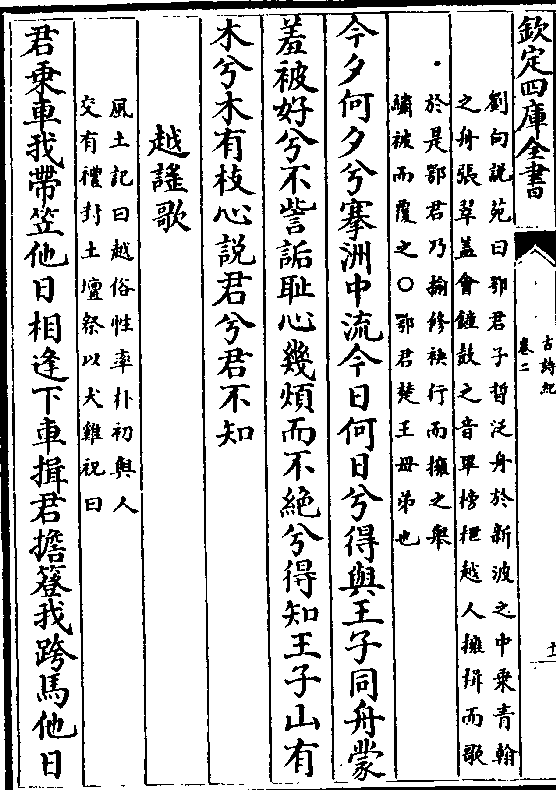 欽定四庫全書
古詩紀
卷二
劉向說苑曰鄂君子晳泛舟於新波之中乗青翰
之舟張翠蓋會鐘鼓之音畢榜枻越人擁楫而歌
於是鄂君乃揄修袂行而擁之舉
繡被而覆之○鄂君楚王母弟也
今夕何夕兮搴洲中流今日何日兮得與王子同舟蒙
羞被好兮不訾詬耻心幾煩而不絶兮得知王子山有
木兮木有枝心説君兮君不知
越謡歌
風土記曰越俗性率朴初與人
交有禮封土壇祭以犬雞祝曰
君乗車我帶笠他日相逢下車揖君擔簦我跨馬他日